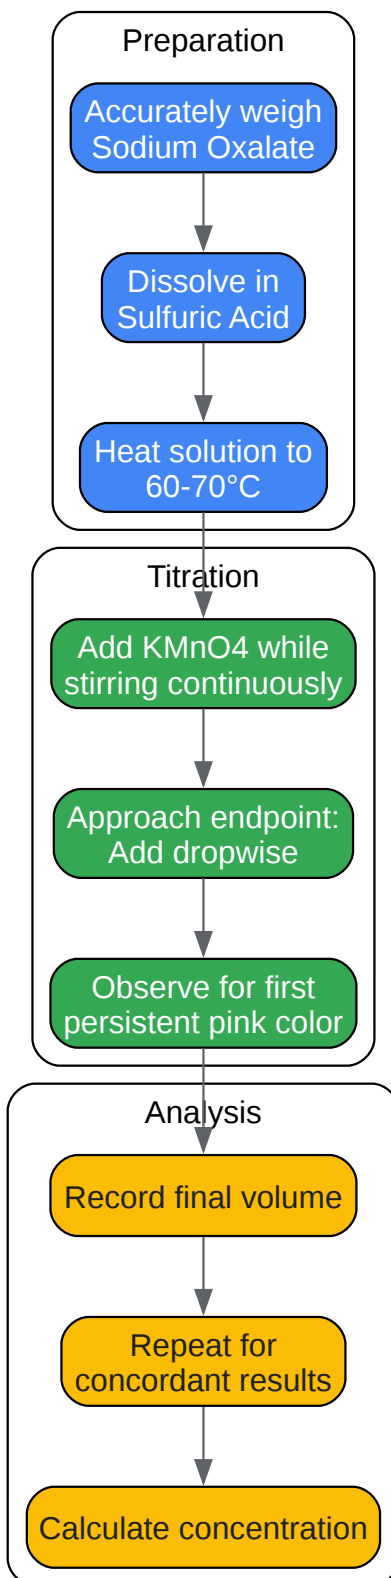 Preparation
Accurately weigh
Sodium Oxalate
Dissolve in
Sulfuric Acid
Heat solution to
60-70°C
Titration
Add KMnO4 while
stirring continuously
Approach endpoint:
Add dropwise
Observe for first
persistent pink color
Analysis
Record final volume
Repeat for
concordant results
Calculate concentration